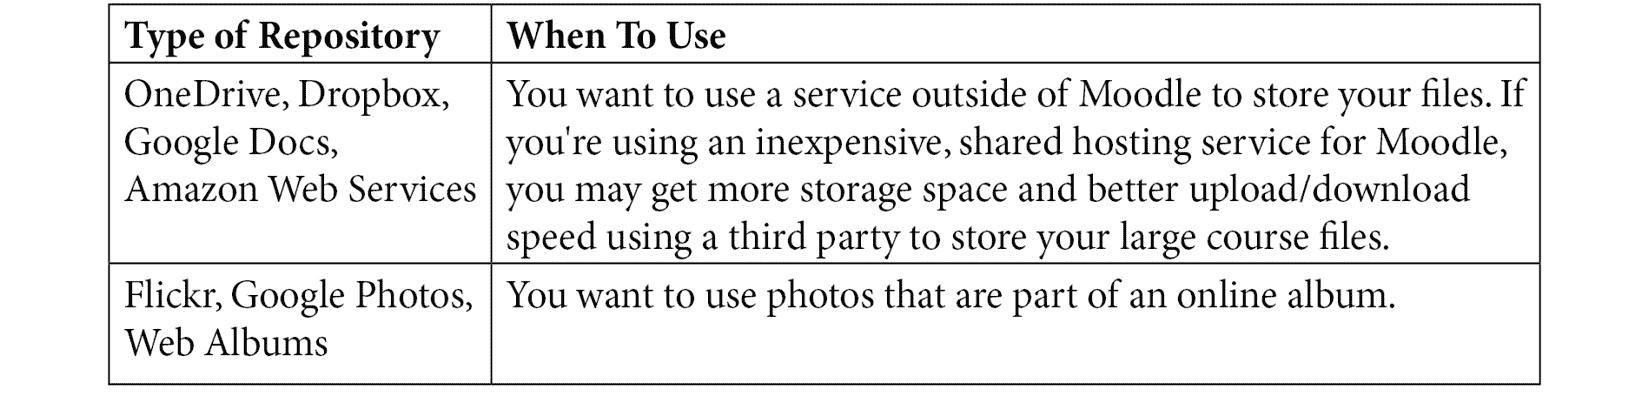 Type of Repository
When To Use
OneDrive, Dropbox,
Google Docs,
Amazon Web Services
You want to use a service outside of Moodle to store your files. If
you're using an inexpensive, shared hosting service for Moodle,
you may get more storage space and better upload/download
speed using a third party to store your large course files.
Flickr, Google Photos,
Web Albums
You want to use photos that are part of an online album.